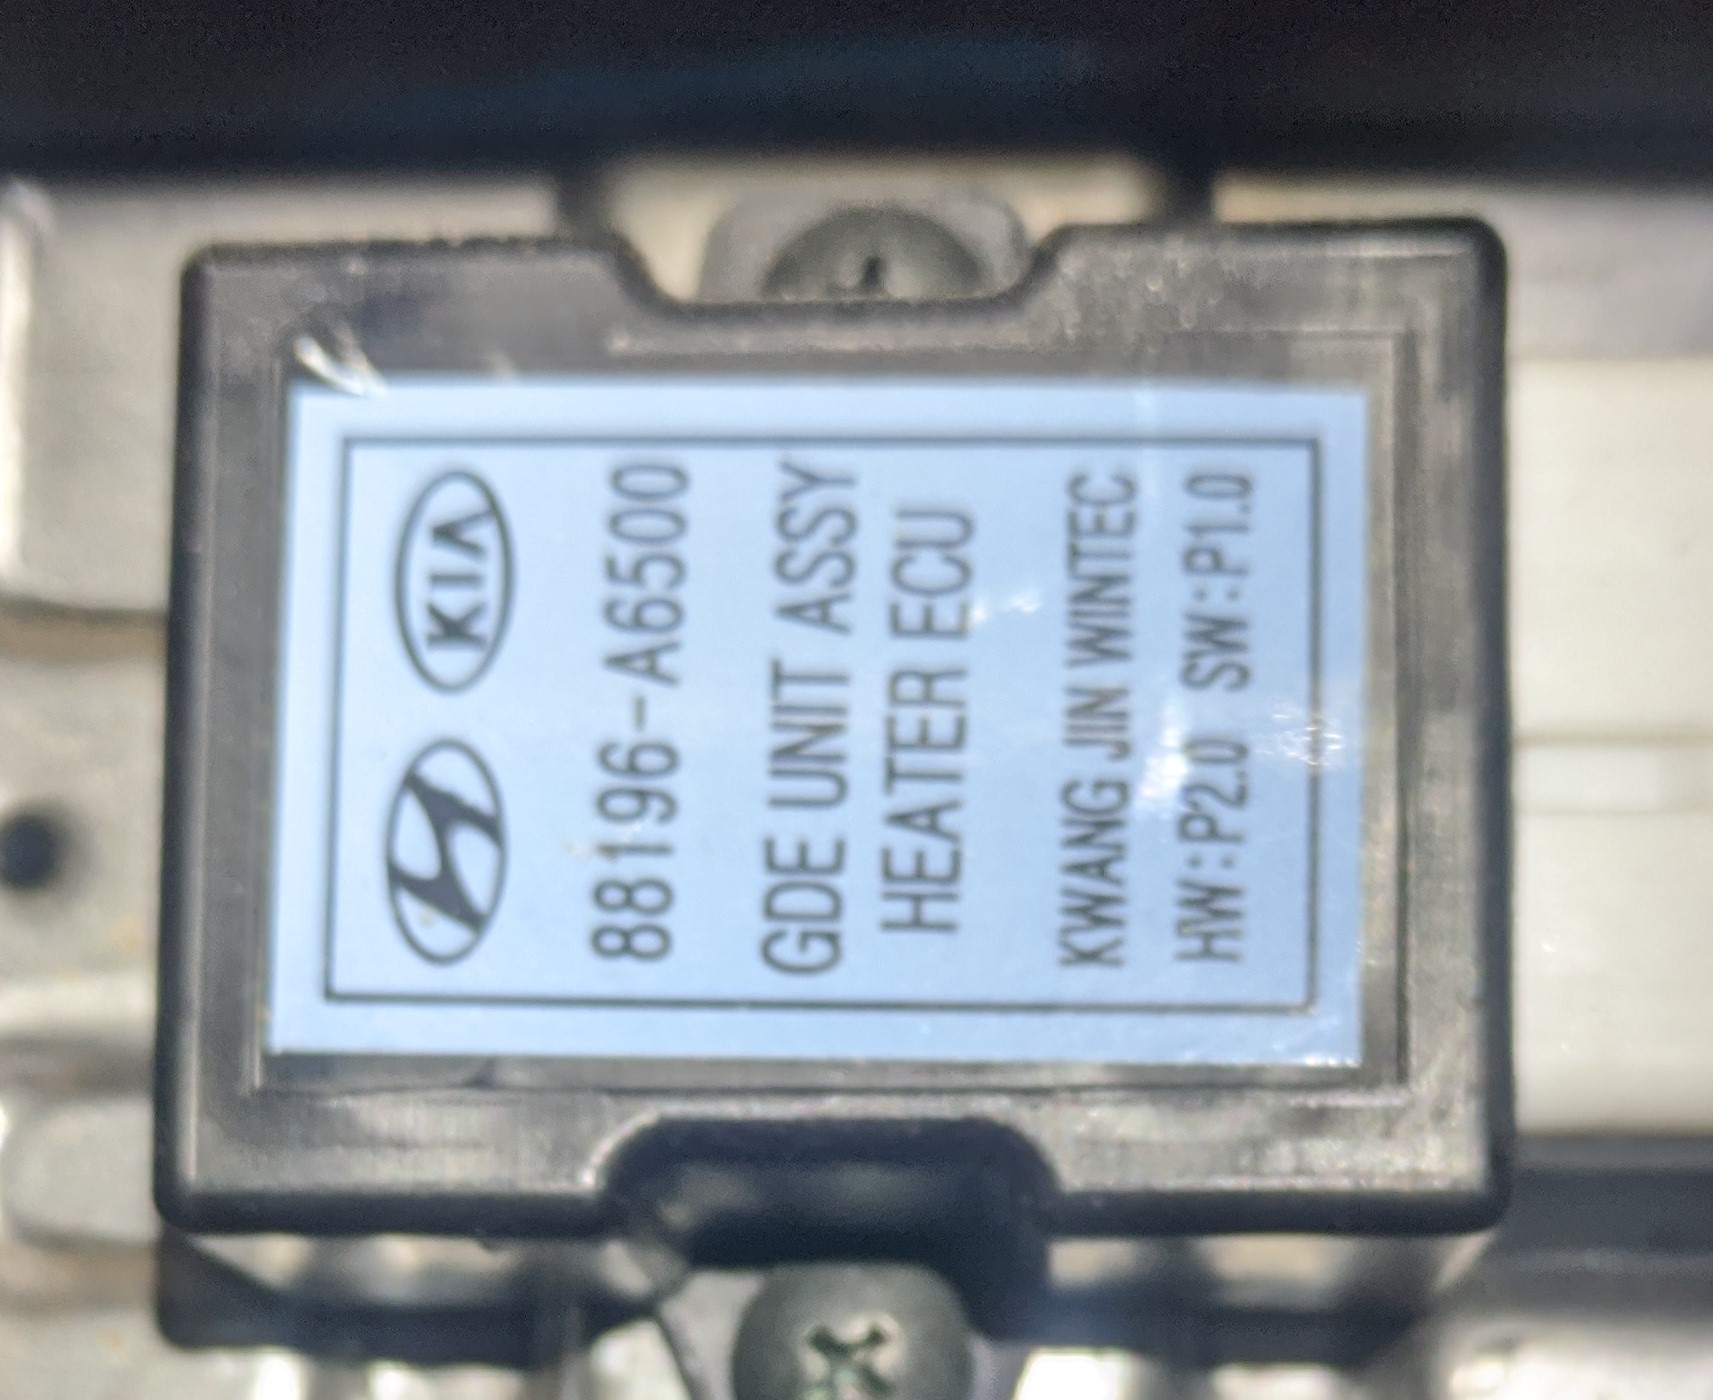 KIA
88196-A6500
GDE UNIT ASSY
HEATER ECU
KWANG JIN WINTEC
HW:P2.0 SW:P1.0